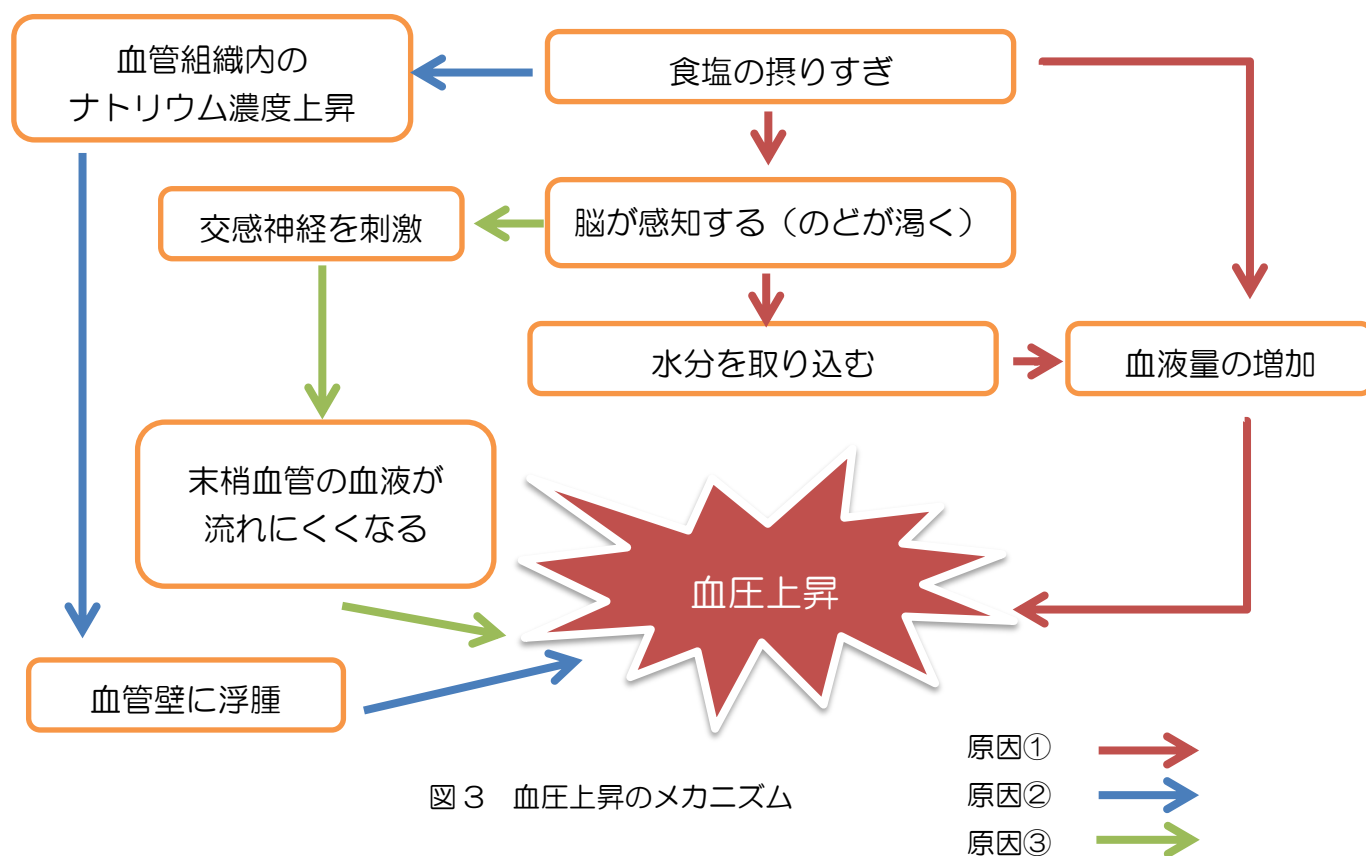 血管組織内の
ナトリウム濃度上昇
食塩の摂りすぎ
交感神経を刺激
脳が感知する（のどが渇く）
水分を取り込む
血液量の増加
末梢血管の血液が
流れにくくなる
血圧上昇
血管壁に浮腫
図３　血圧上昇のメカニズム
原因①
原因②
原因③